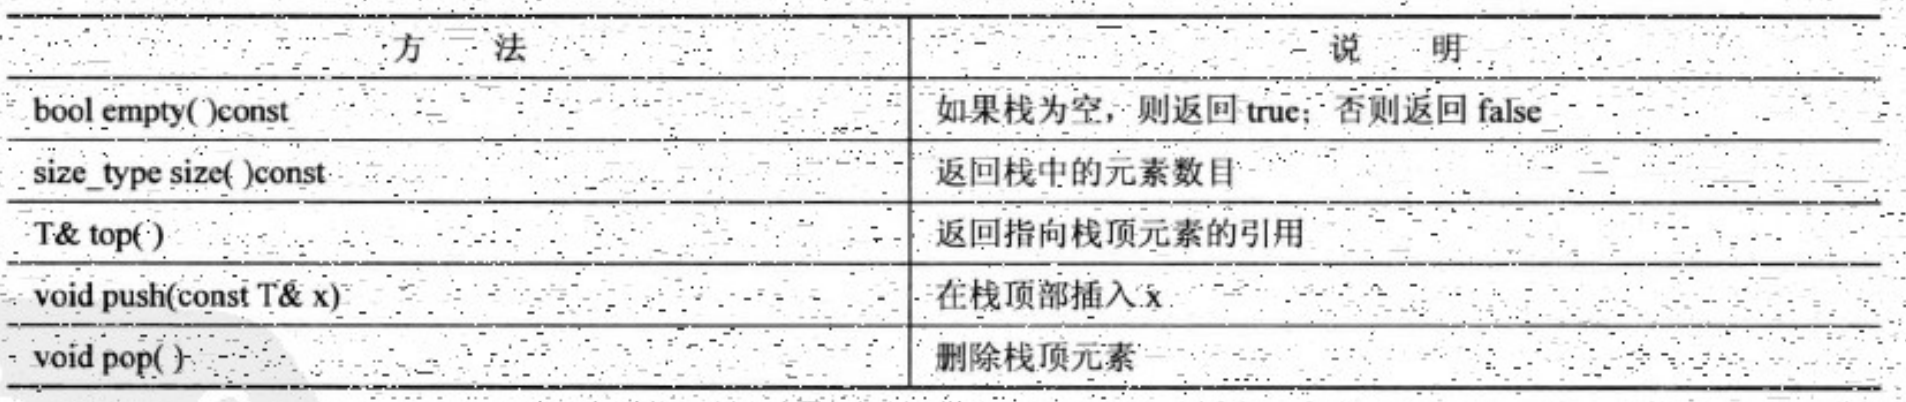 方 法 说 明
bool empty( )const 如果栈为空，则返回 true；否则返回 false
size_type size( )const 返回栈中的元素数目
T& top( ) 返回指向栈顶元素的引用
void push(const T& x) 在栈顶部插入 x
void pop( ) 删除栈顶元素